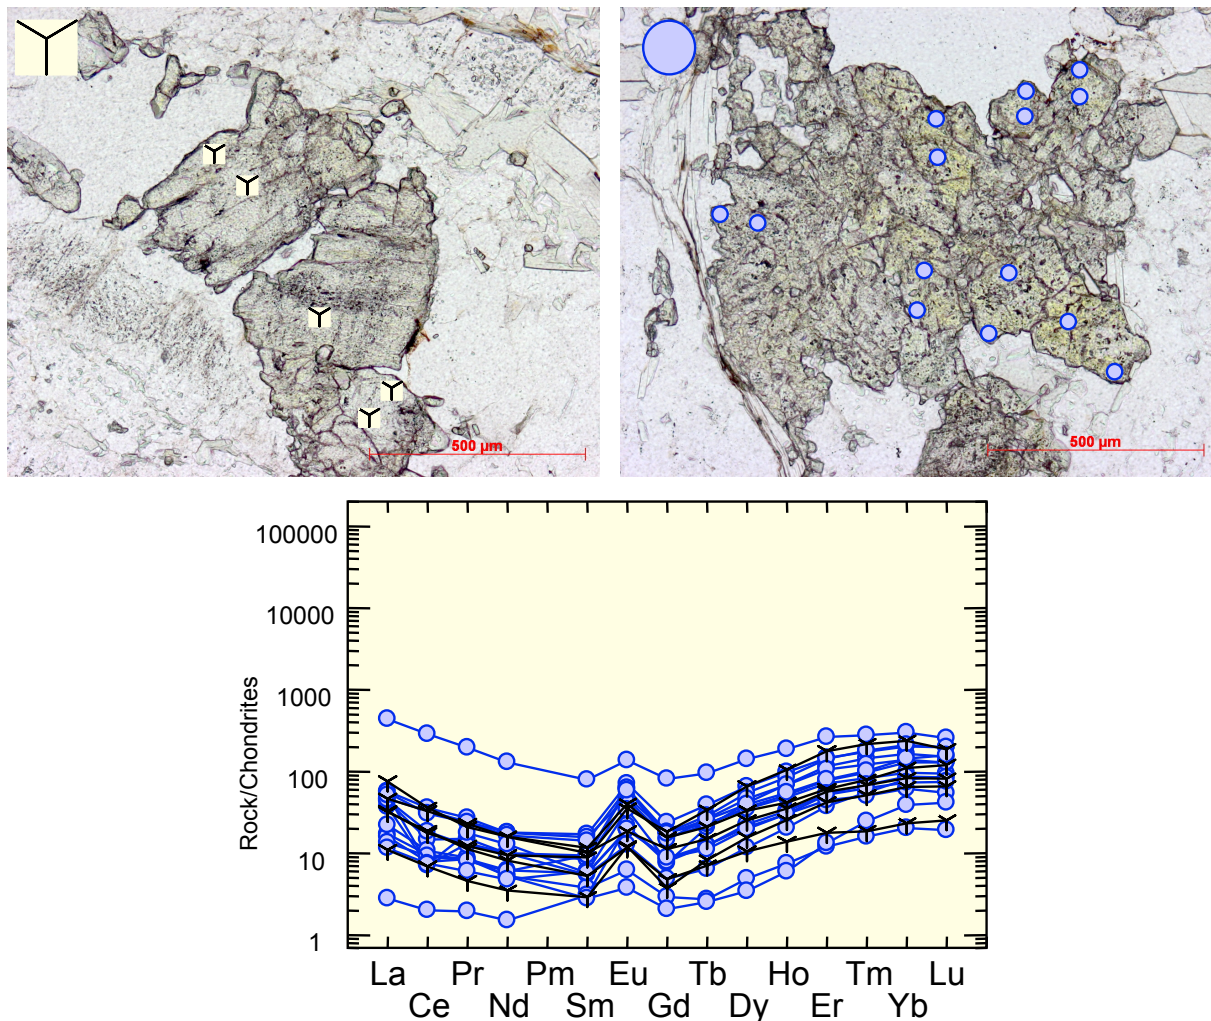 500 µm
500 µm
Rock/Chondrites
100000
10000
1000
100
10
1
La Pr Pm Eu Tb Ho Tm Lu
Ce Nd Sm Gd Dy Er Yb